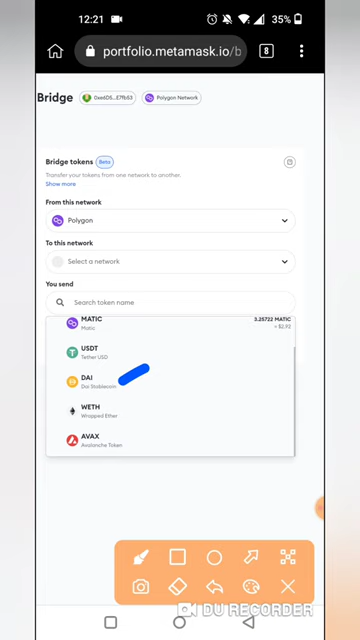 12:21
35%
portfolio.metamask.io/b
8
Bridge
0xe6D5...E7fb53
Polygon Network
Bridge tokens
Beta
Transfer your tokens from one network to another.
Show more
From this network
Polygon
To this network
Select a network
You send
Search token name
MATIC
3.25722 MATIC
Matic
≈ $2.92
USDT
Tether USD
DAI
Dai Stablecoin
WETH
Wrapped Ether
AVAX
Avalanche Token
DU RECORDER